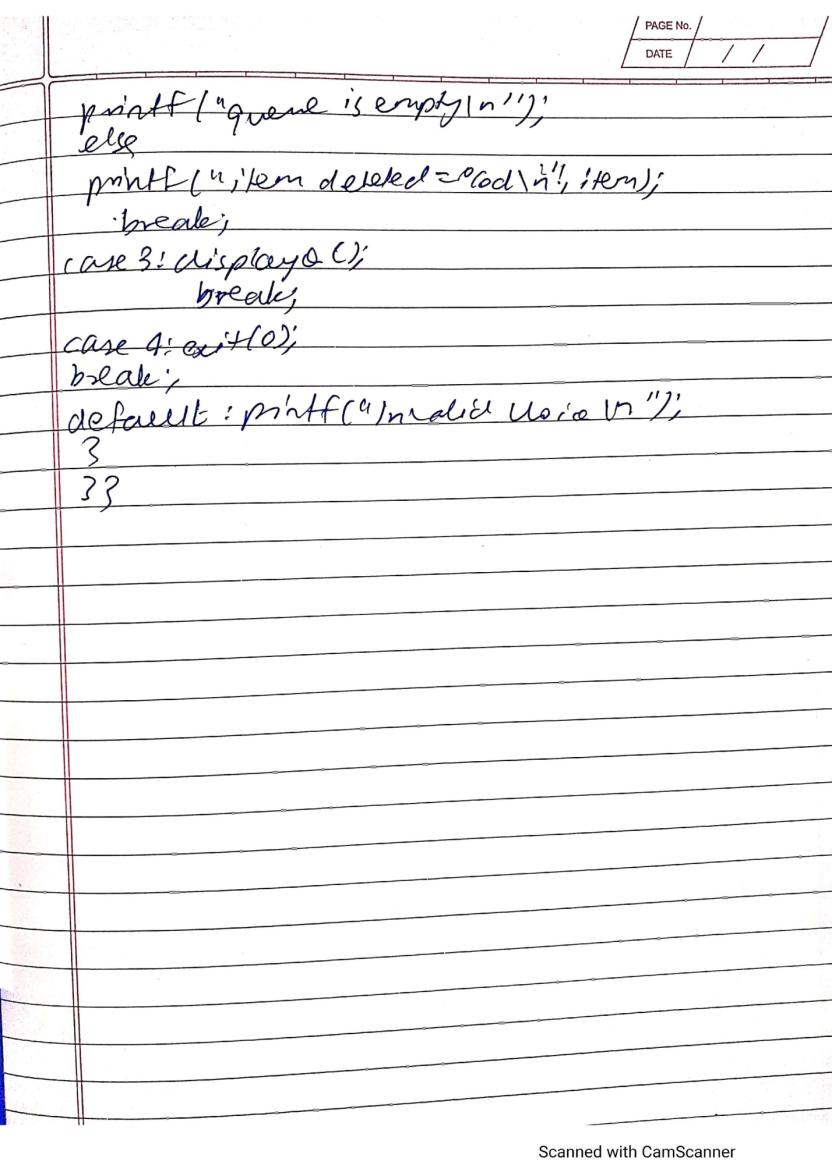 PAGE No.
DATE / /
printf("queue is empty\n");
else
printf("item deleted=%d\n", item);
break;
case 3: displayQ();
break;
case 4: exit(0);
break;
default : printf("Invalid \n");
}
}}
Scanned with CamScanner